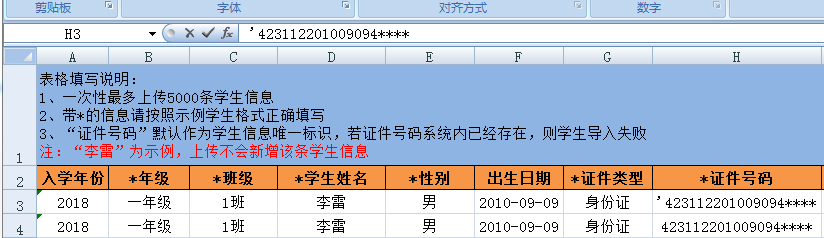 剪贴板 字体 对齐方式 数字
H3 fx '423112201009094****
A B C D E F G H
1
表格填写说明:
1、一次性最多上传5000条学生信息
2、带*的信息请按照示例学生格式正确填写
3、“证件号码”默认作为学生信息唯一标识，若证件号码系统内已经存在，则学生导入失败
注:“李雷”为示例，上传不会新增该条学生信息
2 入学年份 *年级 *班级 *学生姓名 *性别 出生日期 *证件类型 *证件号码
3 2018 一年级 1班 李雷 男 2010-09-09 身份证 '423112201009094****
4 2018 一年级 1班 李雷 男 2010-09-09 身份证 423112201009094****